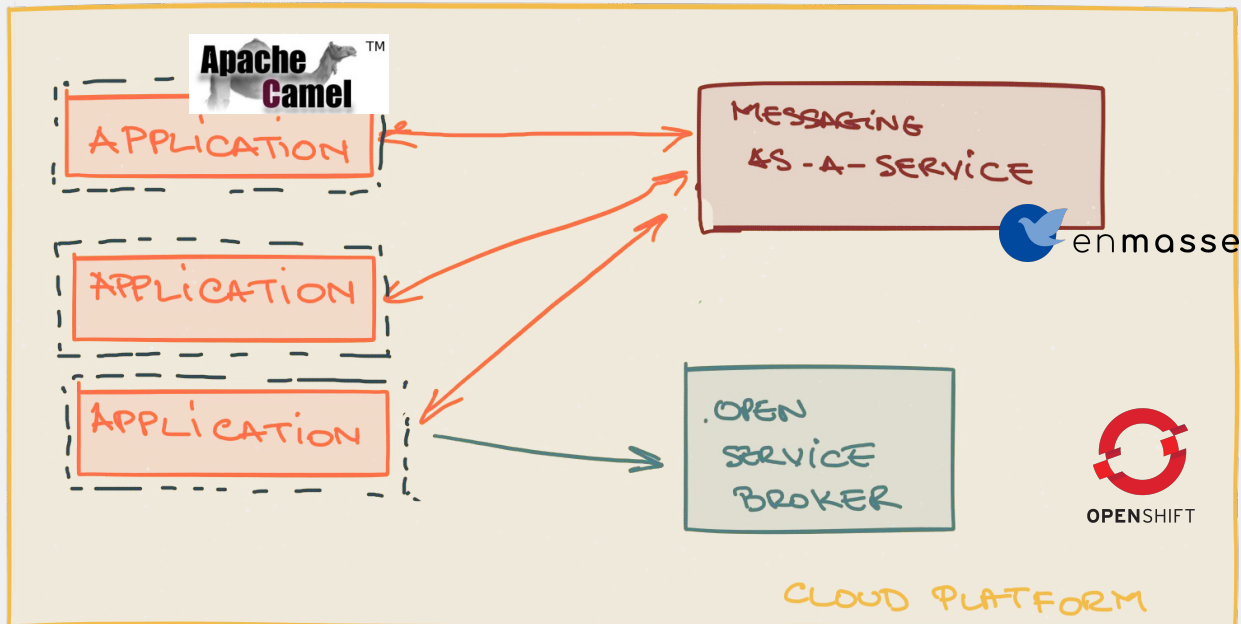 Apache
Camel
TM
APPLICATION
MESSAGING
AS-A-SERVICE
enmasse
APPLICATION
APPLICATION
.OPEN
SERVICE
BROKER
OPENSHIFT
CLOUD PLATFORM